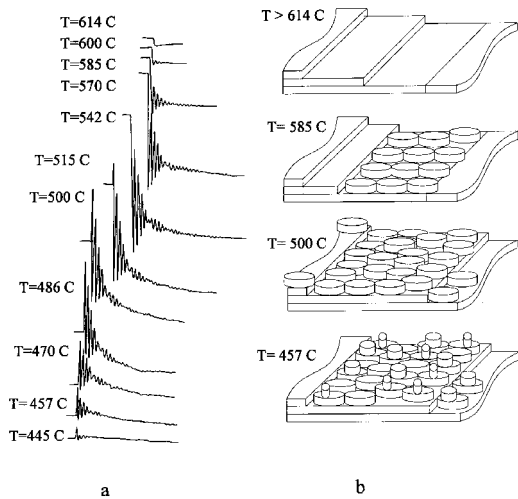 T=614 C
T=600 C
T=585 C
T=570 C
T=542 C
T=515 C
T=500 C
T=486 C
T=470 C
T=457 C
T=445 C
a
T > 614 C
T= 585 C
T= 500 C
T= 457 C
b